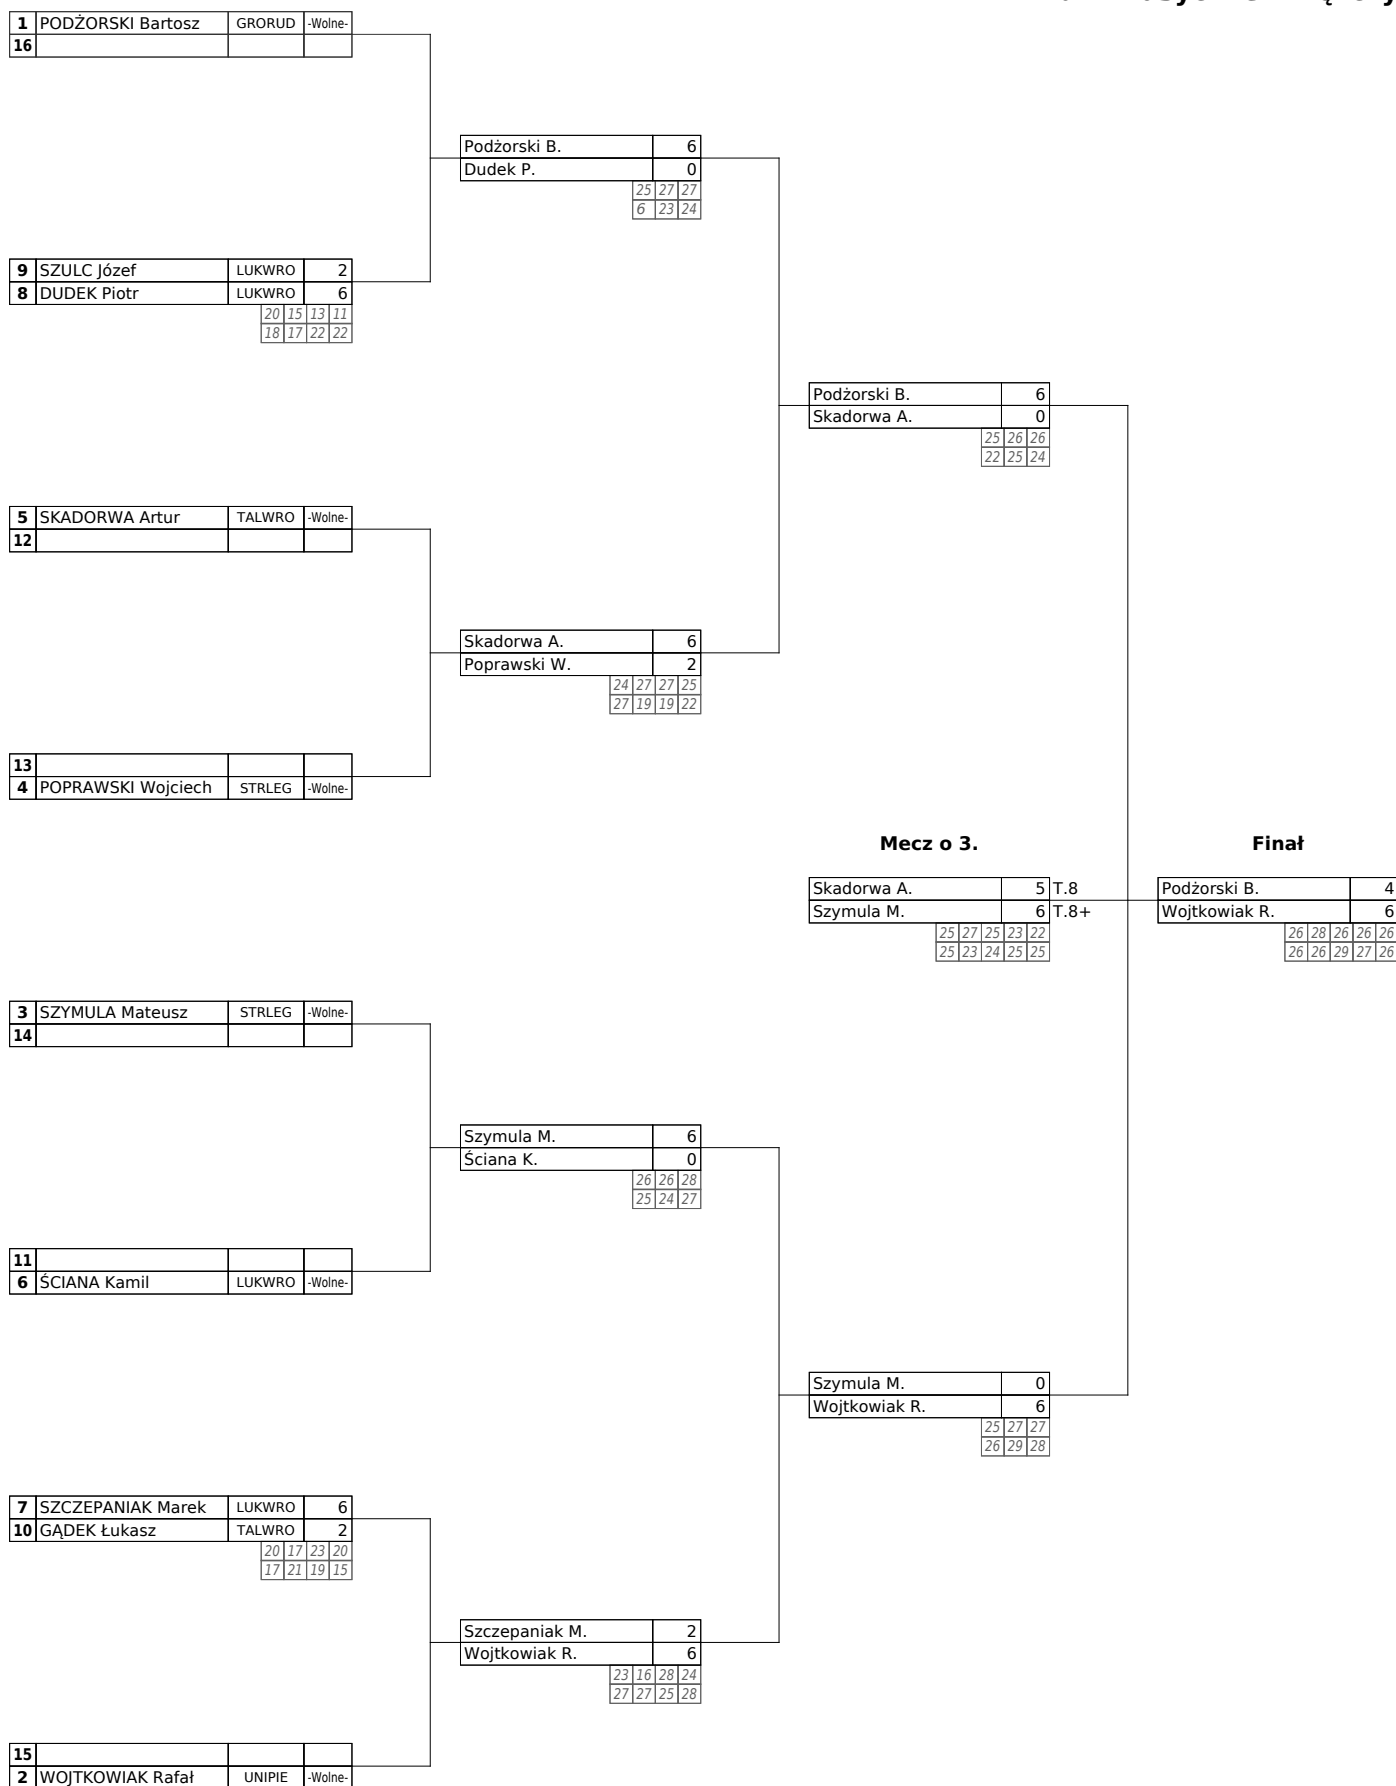 1 PODŻORSKI Bartosz GRORUD -Wolne-
16
Podżorski B. 6
Dudek P. 0
25 27 27
6 23 24
9 SZULC Józef LUKWRO 2
8 DUDEK Piotr LUKWRO 6
20 15 13 11
18 17 22 22
Podżorski B. 6
Skadorwa A. 0
25 26 26
22 25 24
5 SKADORWA Artur TALWRO -Wolne-
12
Skadorwa A. 6
Poprawski W. 2
24 27 27 25
27 19 19 22
13
4 POPRAWSKI Wojciech STRLEG -Wolne-
Mecz o 3. Finał
Skadorwa A. 5 T.8 Podżorski B. 4
Szymula M. 6 T.8+ Wojtkowiak R. 6
25 27 25 23 22 26 28 26 26 26
25 23 24 25 25 26 26 29 27 26
3 SZYMULA Mateusz STRLEG -Wolne-
14
Szymula M. 6
Ściana K. 0
26 26 28
25 24 27
11
6 ŚCIANA Kamil LUKWRO -Wolne-
Szymula M. 0
Wojtkowiak R. 6
25 27 27
26 29 28
7 SZCZEPANIAK Marek LUKWRO 6
10 GĄDEK Łukasz TALWRO 2
20 17 23 20
17 21 19 15
Szczepaniak M. 2
Wojtkowiak R. 6
23 16 28 24
27 27 25 28
15
2 WOJTKOWIAK Rafał UNIPIE -Wolne-